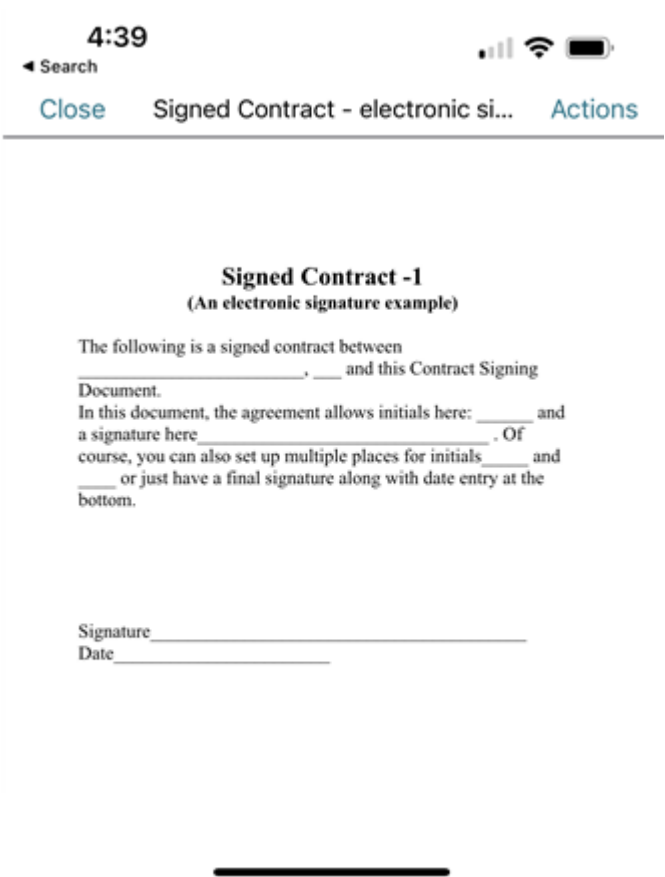 4:39
◀ Search
Close Signed Contract - electronic si... Actions
Signed Contract -1
(An electronic signature example)
The following is a signed contract between
________________________, ___ and this Contract Signing
Document.
In this document, the agreement allows initials here: ______ and
a signature here_______________________________ . Of
course, you can also set up multiple places for initials_____ and
____ or just have a final signature along with date entry at the
bottom.
Signature________________________________________
Date_______________________